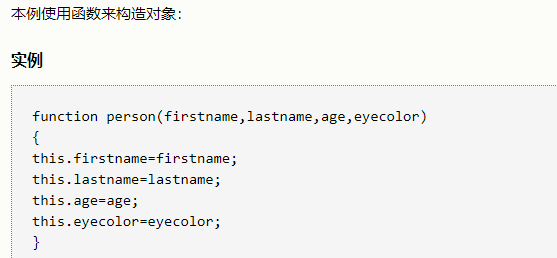 本例使用函数来构造对象：
实例
function person(firstname,lastname,age,eyecolor)
{
this.firstname=firstname;
this.lastname=lastname;
this.age=age;
this.eyecolor=eyecolor;
}